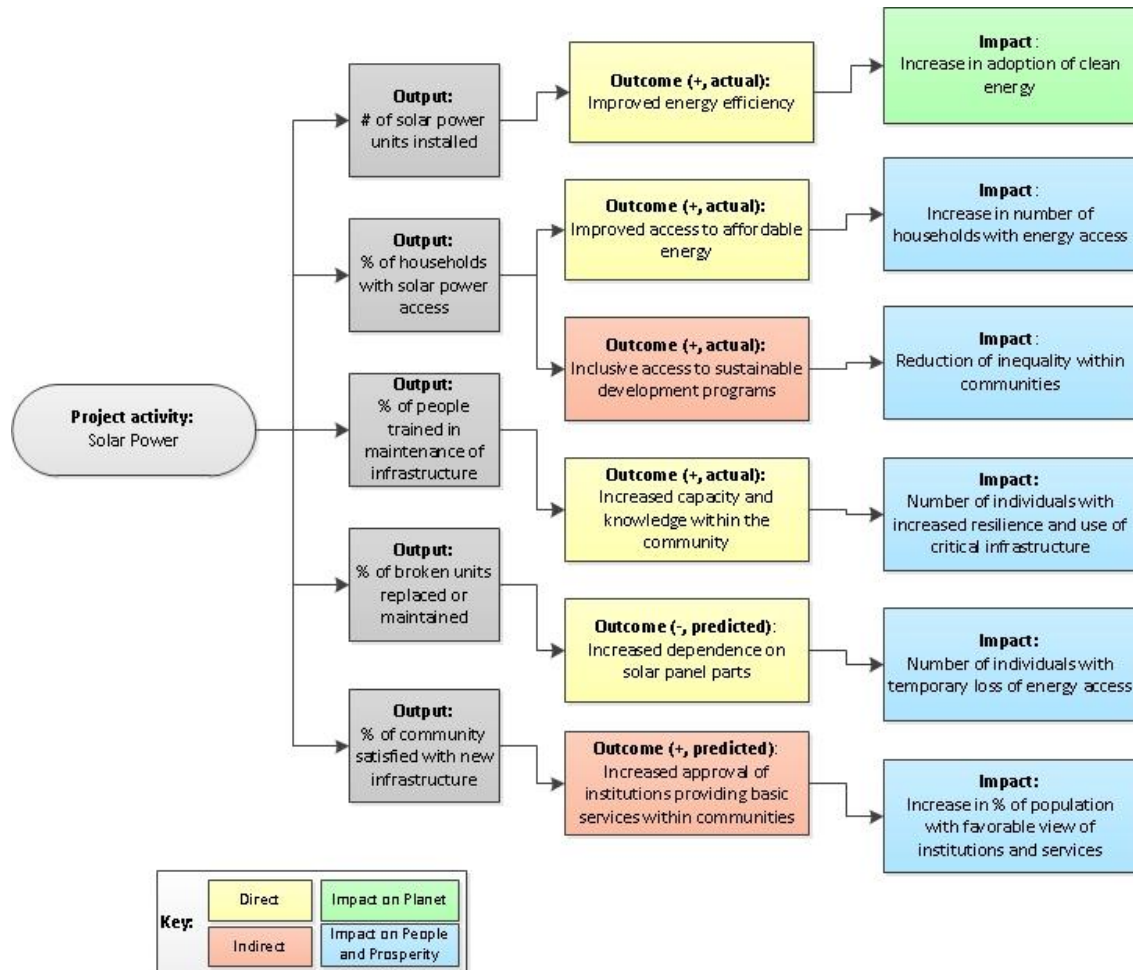 Project activity:
Solar Power
Output:
# of solar power
units installed
Output:
% of households
with solar power
access
Output:
% of people
trained in
maintenance of
infrastructure
Output:
% of broken units
replaced or
maintained
Output:
% of community
satisfied with new
infrastructure
Outcome (+, actual):
Improved energy efficiency
Outcome (+, actual):
Improved access to affordable
energy
Outcome (+, actual):
Inclusive access to sustainable
development programs
Outcome (+, actual):
Increased capacity and
knowledge within the
community
Outcome (-, predicted):
Increased dependence on
solar panel parts
Outcome (+, predicted):
Increased approval of
institutions providing basic
services within communities
Impact :
Increase in adoption of clean
energy
Impact :
Increase in number of
households with energy access
Impact :
Reduction of inequality within
communities
Impact:
Number of individuals with
increased resilience and use of
critical infrastructure
Impact:
Number of individuals with
temporary loss of energy access
Impact:
Increase in % of population
with favorable view of
institutions and services
Key:
Direct
Impact on Planet
Indirect
Impact on People
and Prosperity